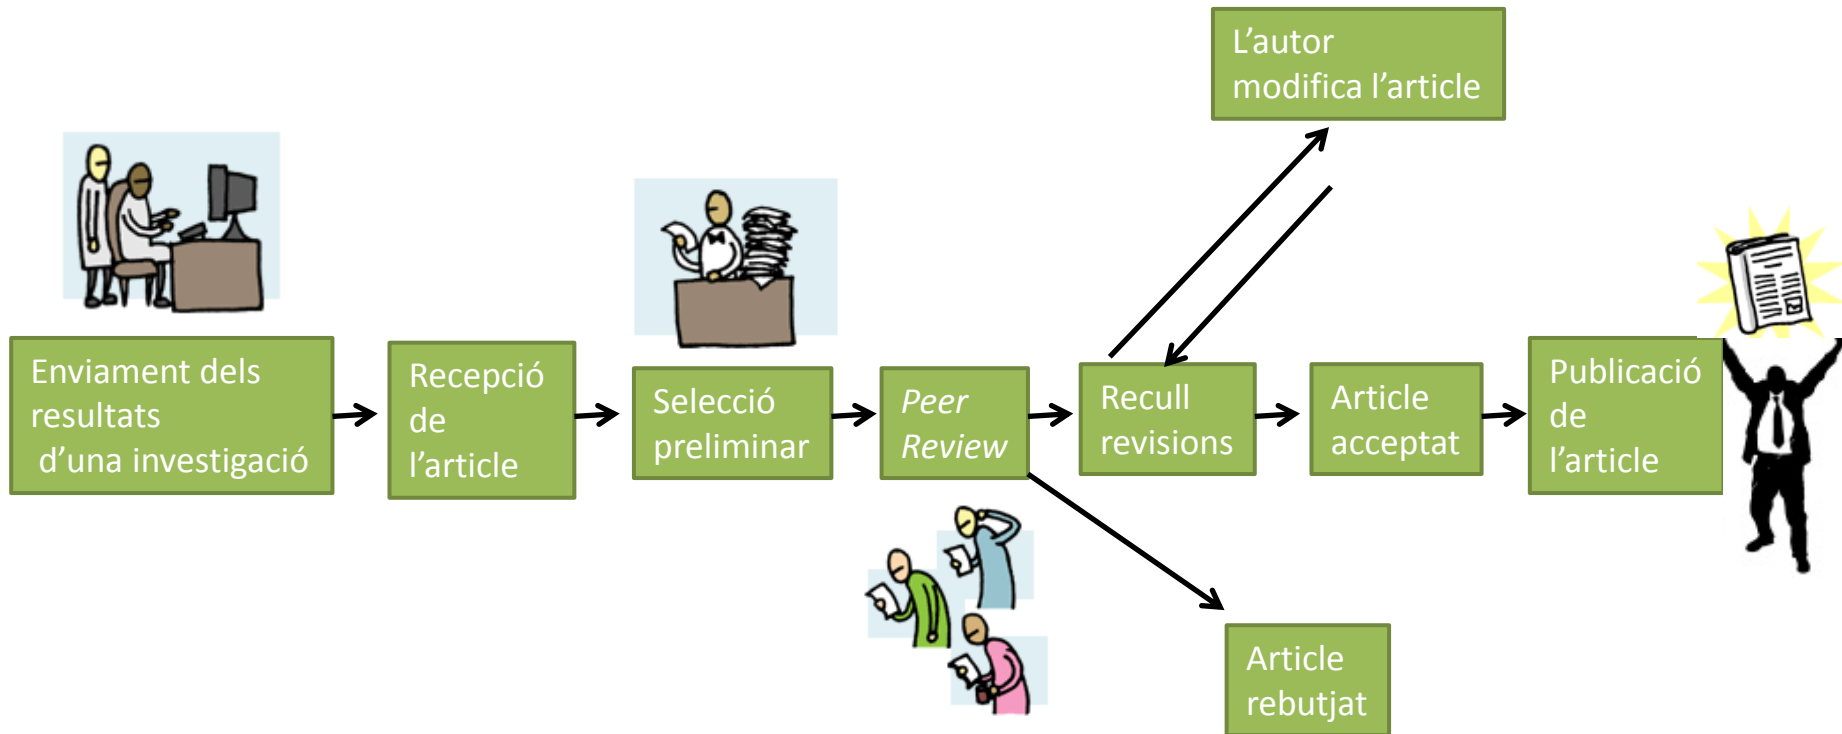 L’autor
modifica l’article
Enviament dels
resultats
d’una investigació
Recepció
de
l’article
Selecció
preliminar
Peer
Review
Recull
revisions
Article
acceptat
Publicació
de
l’article
Article
rebutjat